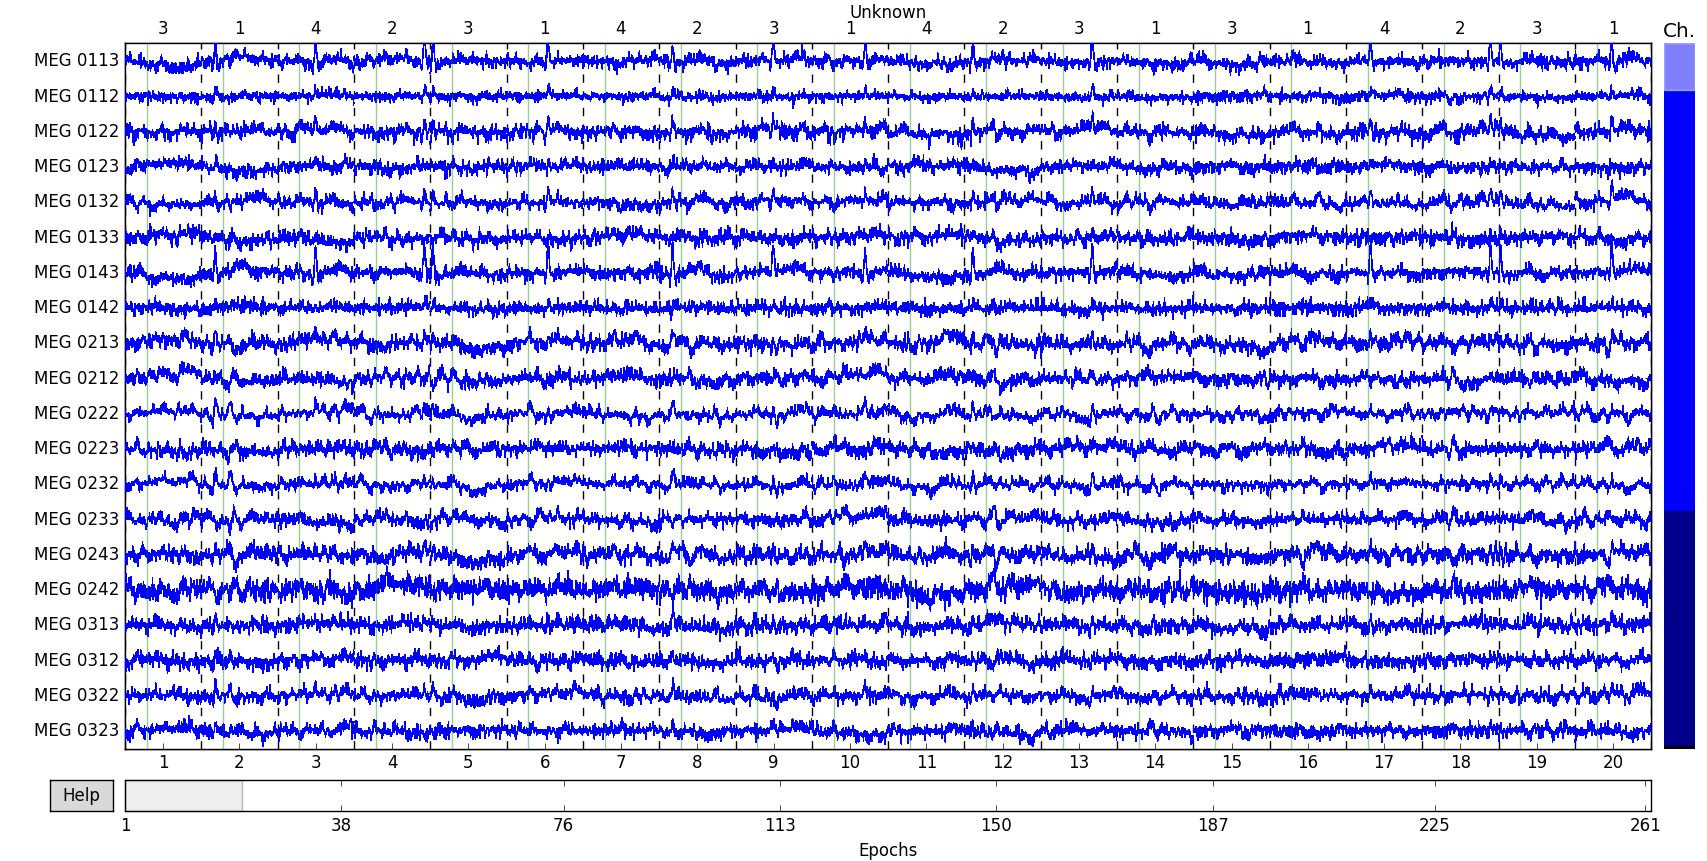 Unknown
3 1 4 2 3 1 4 2 3 1 4 2 3 1 3 1 4 2 3 1
Ch.
MEG 0113
MEG 0112
MEG 0122
MEG 0123
MEG 0132
MEG 0133
MEG 0143
MEG 0142
MEG 0213
MEG 0212
MEG 0222
MEG 0223
MEG 0232
MEG 0233
MEG 0243
MEG 0242
MEG 0313
MEG 0312
MEG 0322
MEG 0323
1 2 3 4 5 6 7 8 9 10 11 12 13 14 15 16 17 18 19 20
Help
1 38 76 113 150 187 225 261
Epochs